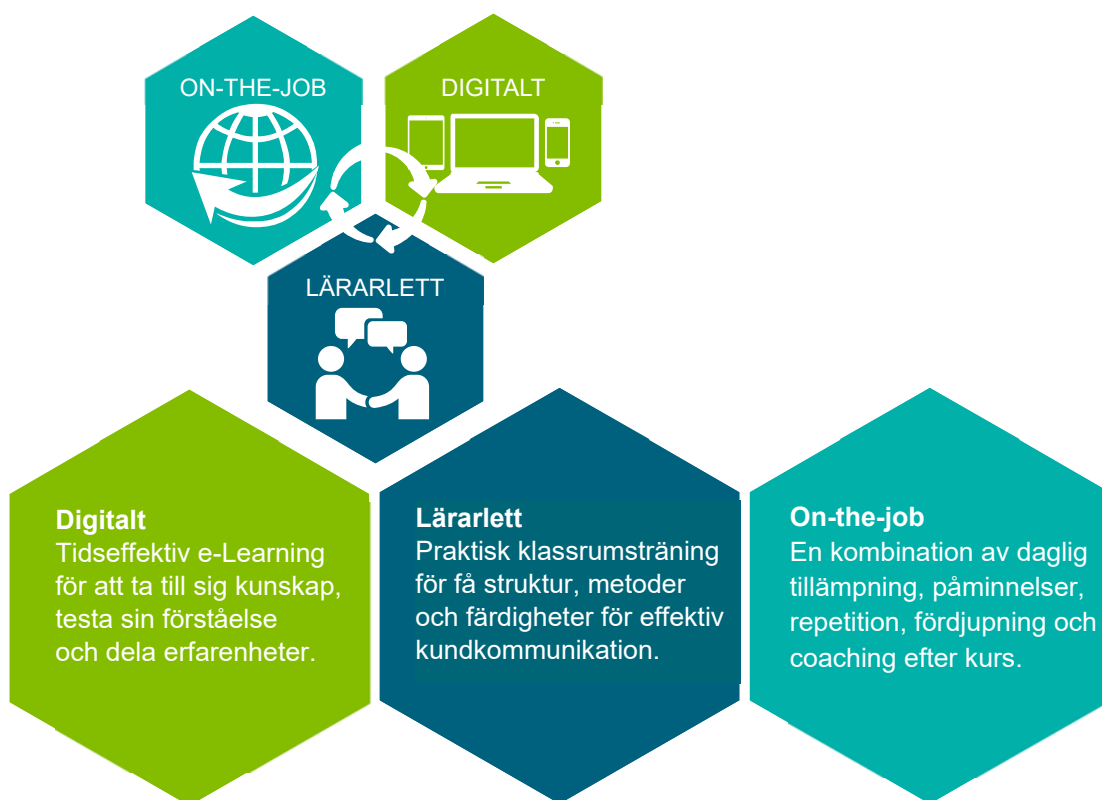 ON-THE-JOB
DIGITALT
LÄRARLETT
Digitalt
Tidseffektiv e-Learning
för att ta till sig kunskap,
testa sin förståelse
och dela erfarenheter.
Lärarlett
Praktisk klassrumsträning
för få struktur, metoder
och färdigheter för effektiv
kundkommunikation.
On-the-job
En kombination av daglig
tillämpning, påminnelser,
repetition, fördjupning och
coaching efter kurs.